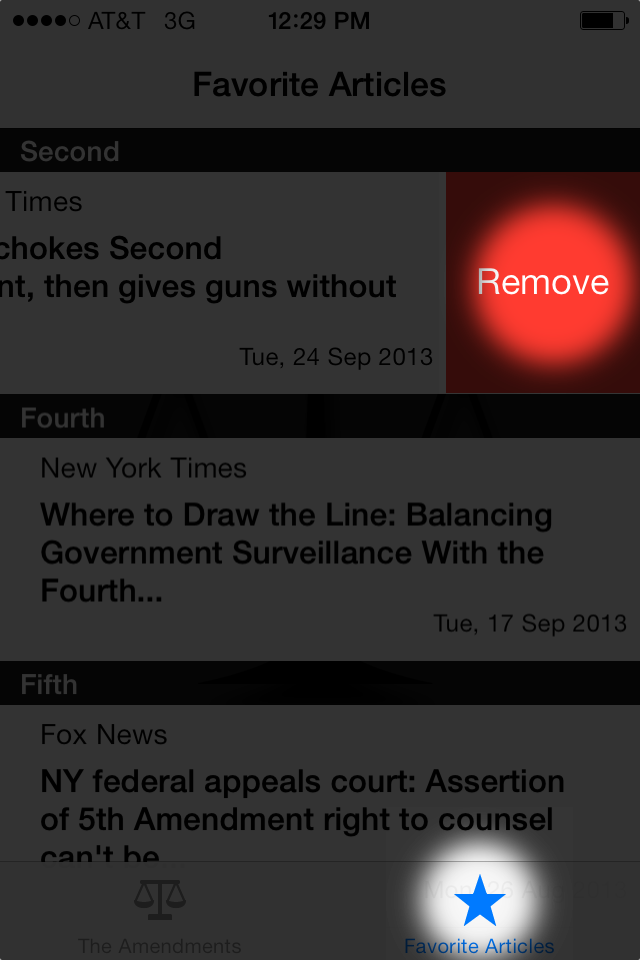 AT&T 3G 12:29 PM
Favorite Articles
Second
Times
chokes Second
nt, then gives guns without
Remove
Tue, 24 Sep 2013
Fourth
New York Times
Where to Draw the Line: Balancing
Government Surveillance With the
Fourth...
Tue, 17 Sep 2013
Fifth
Fox News
NY federal appeals court: Assertion
of 5th Amendment right to counsel
can't be...
Mon, 26 A
The Amendments
Favorite Articles